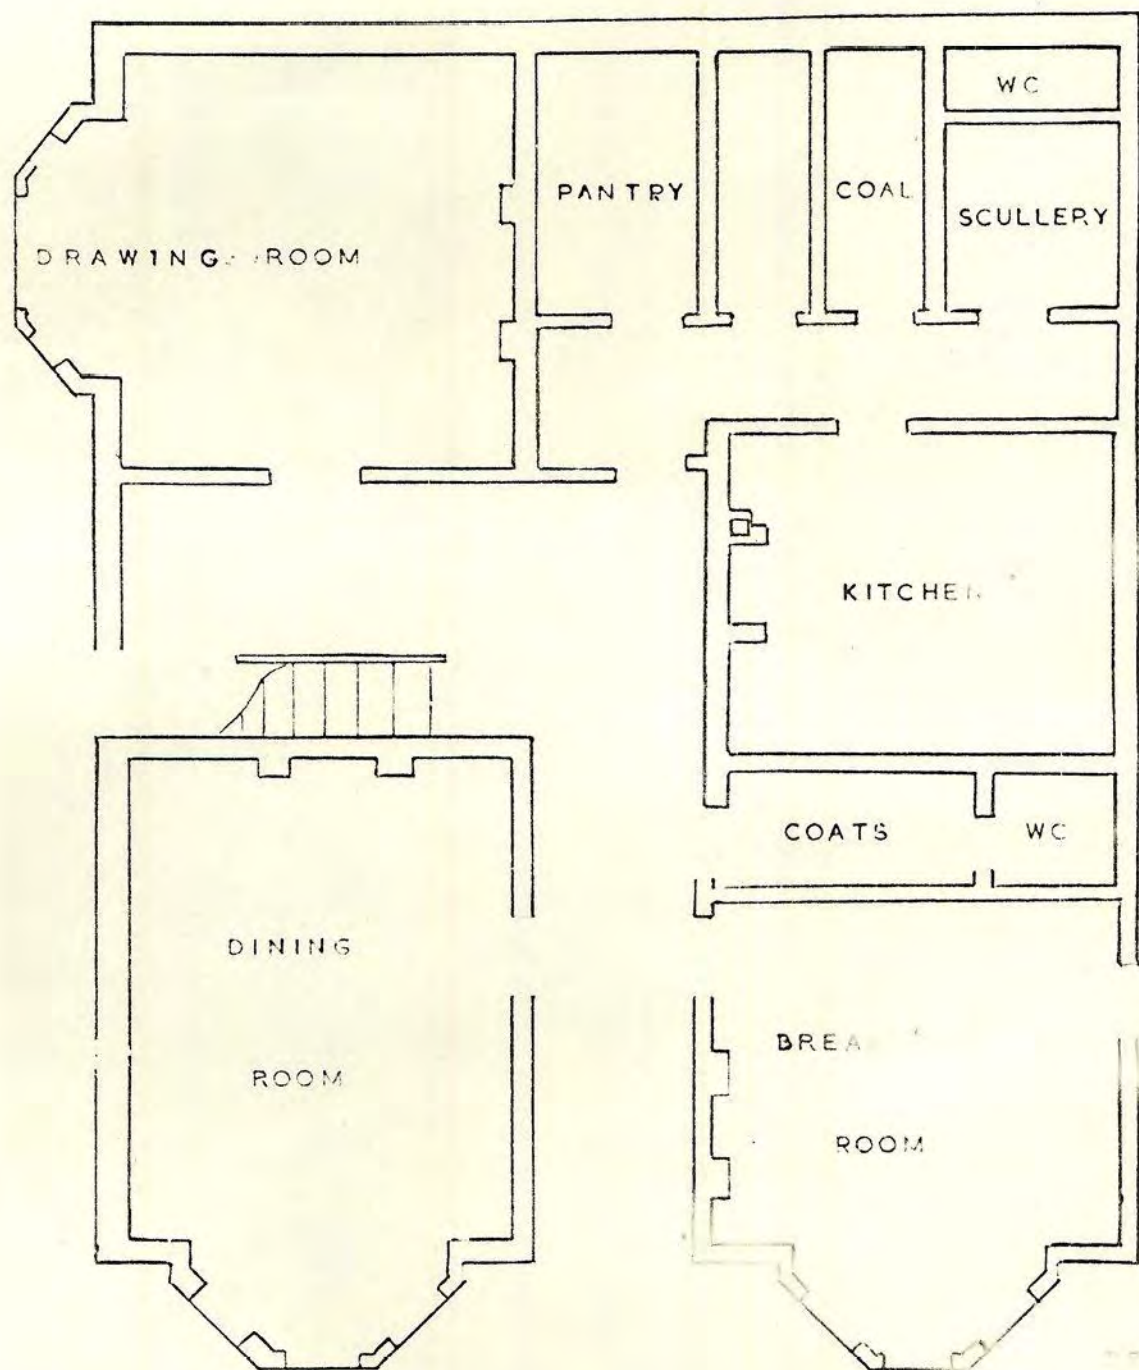 WC
PANTRY
COAL
SCULLERY
DRAWING ROOM
KITCHEN
COATS
WC
DINING
ROOM
BREA
ROOM